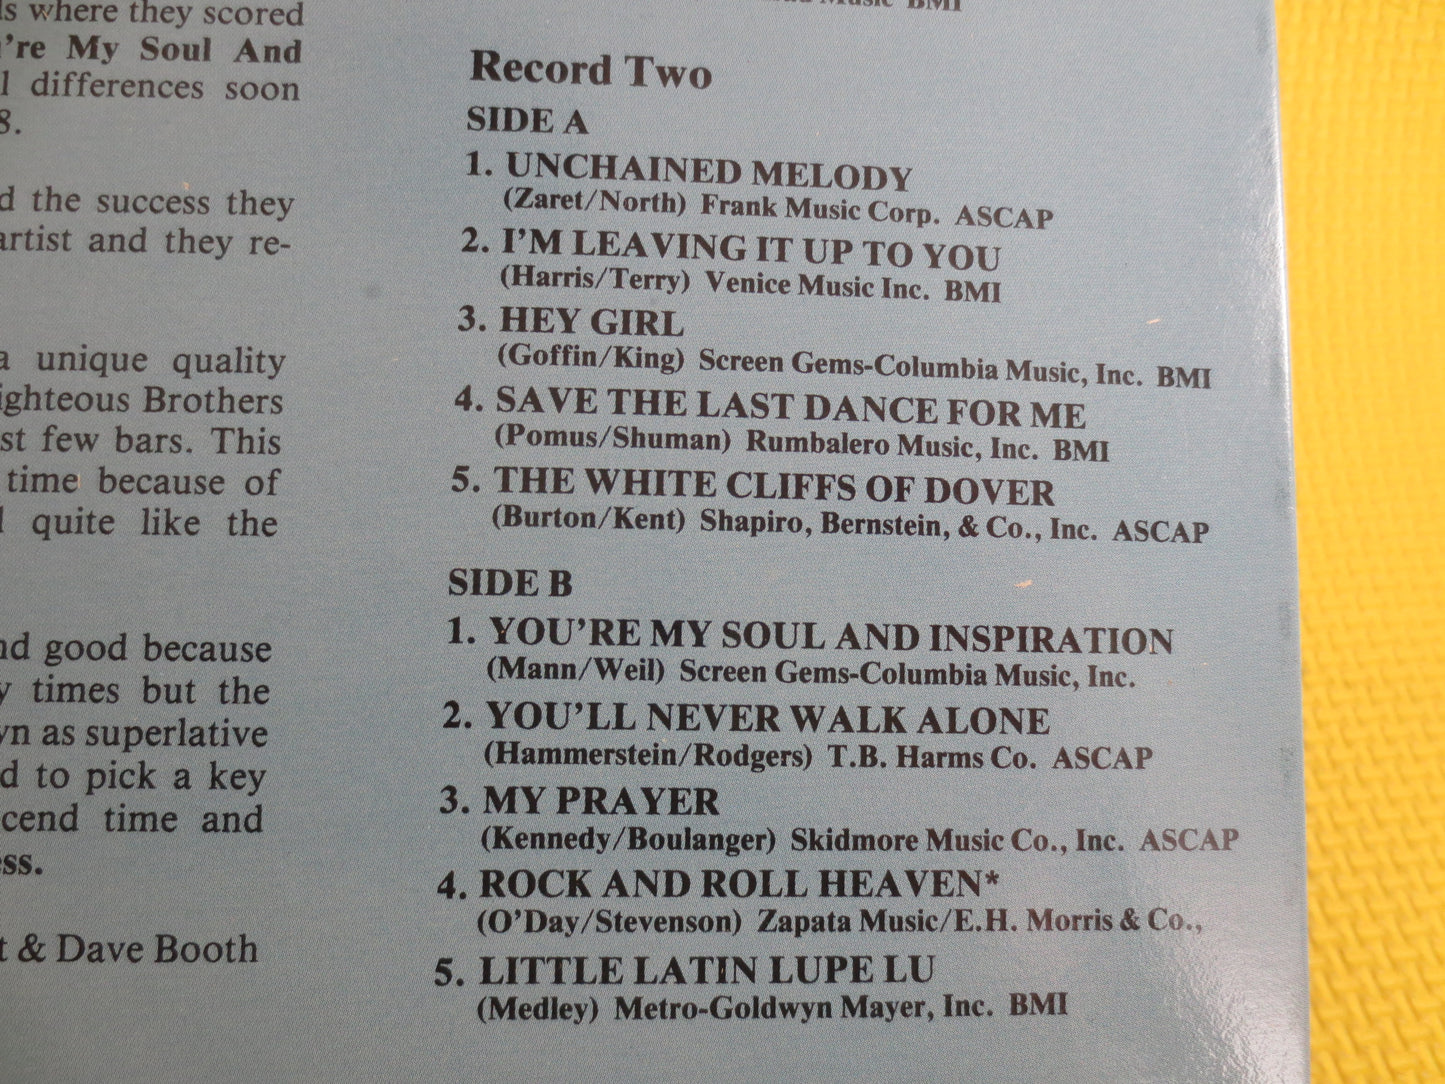 s where they scored
're My Soul And
l differences soon
8.
d the success they
artist and they re-
a unique quality
ighteous Brothers
st few bars. This
time because of
l quite like the
nd good because
y times but the
wn as superlative
d to pick a key
cend time and
ess.
t & Dave Booth
Music BMI
Record Two
SIDE A
1. UNCHAINED MELODY
(Zaret/North) Frank Music Corp. ASCAP
2. I'M LEAVING IT UP TO YOU
(Harris/Terry) Venice Music Inc. BMI
3. HEY GIRL
(Goffin/King) Screen Gems-Columbia Music, Inc. BMI
4. SAVE THE LAST DANCE FOR ME
(Pomus/Shuman) Rumbalero Music, Inc. BMI
5. THE WHITE CLIFFS OF DOVER
(Burton/Kent) Shapiro, Bernstein, & Co., Inc. ASCAP
SIDE B
1. YOU'RE MY SOUL AND INSPIRATION
(Mann/Weil) Screen Gems-Columbia Music, Inc.
2. YOU'LL NEVER WALK ALONE
(Hammerstein/Rodgers) T.B. Harms Co. ASCAP
3. MY PRAYER
(Kennedy/Boulanger) Skidmore Music Co., Inc. ASCAP
4. ROCK AND ROLL HEAVEN*
(O'Day/Stevenson) Zapata Music/E.H. Morris & Co.,
5. LITTLE LATIN LUPE LU
(Medley) Metro-Goldwyn Mayer, Inc. BMI